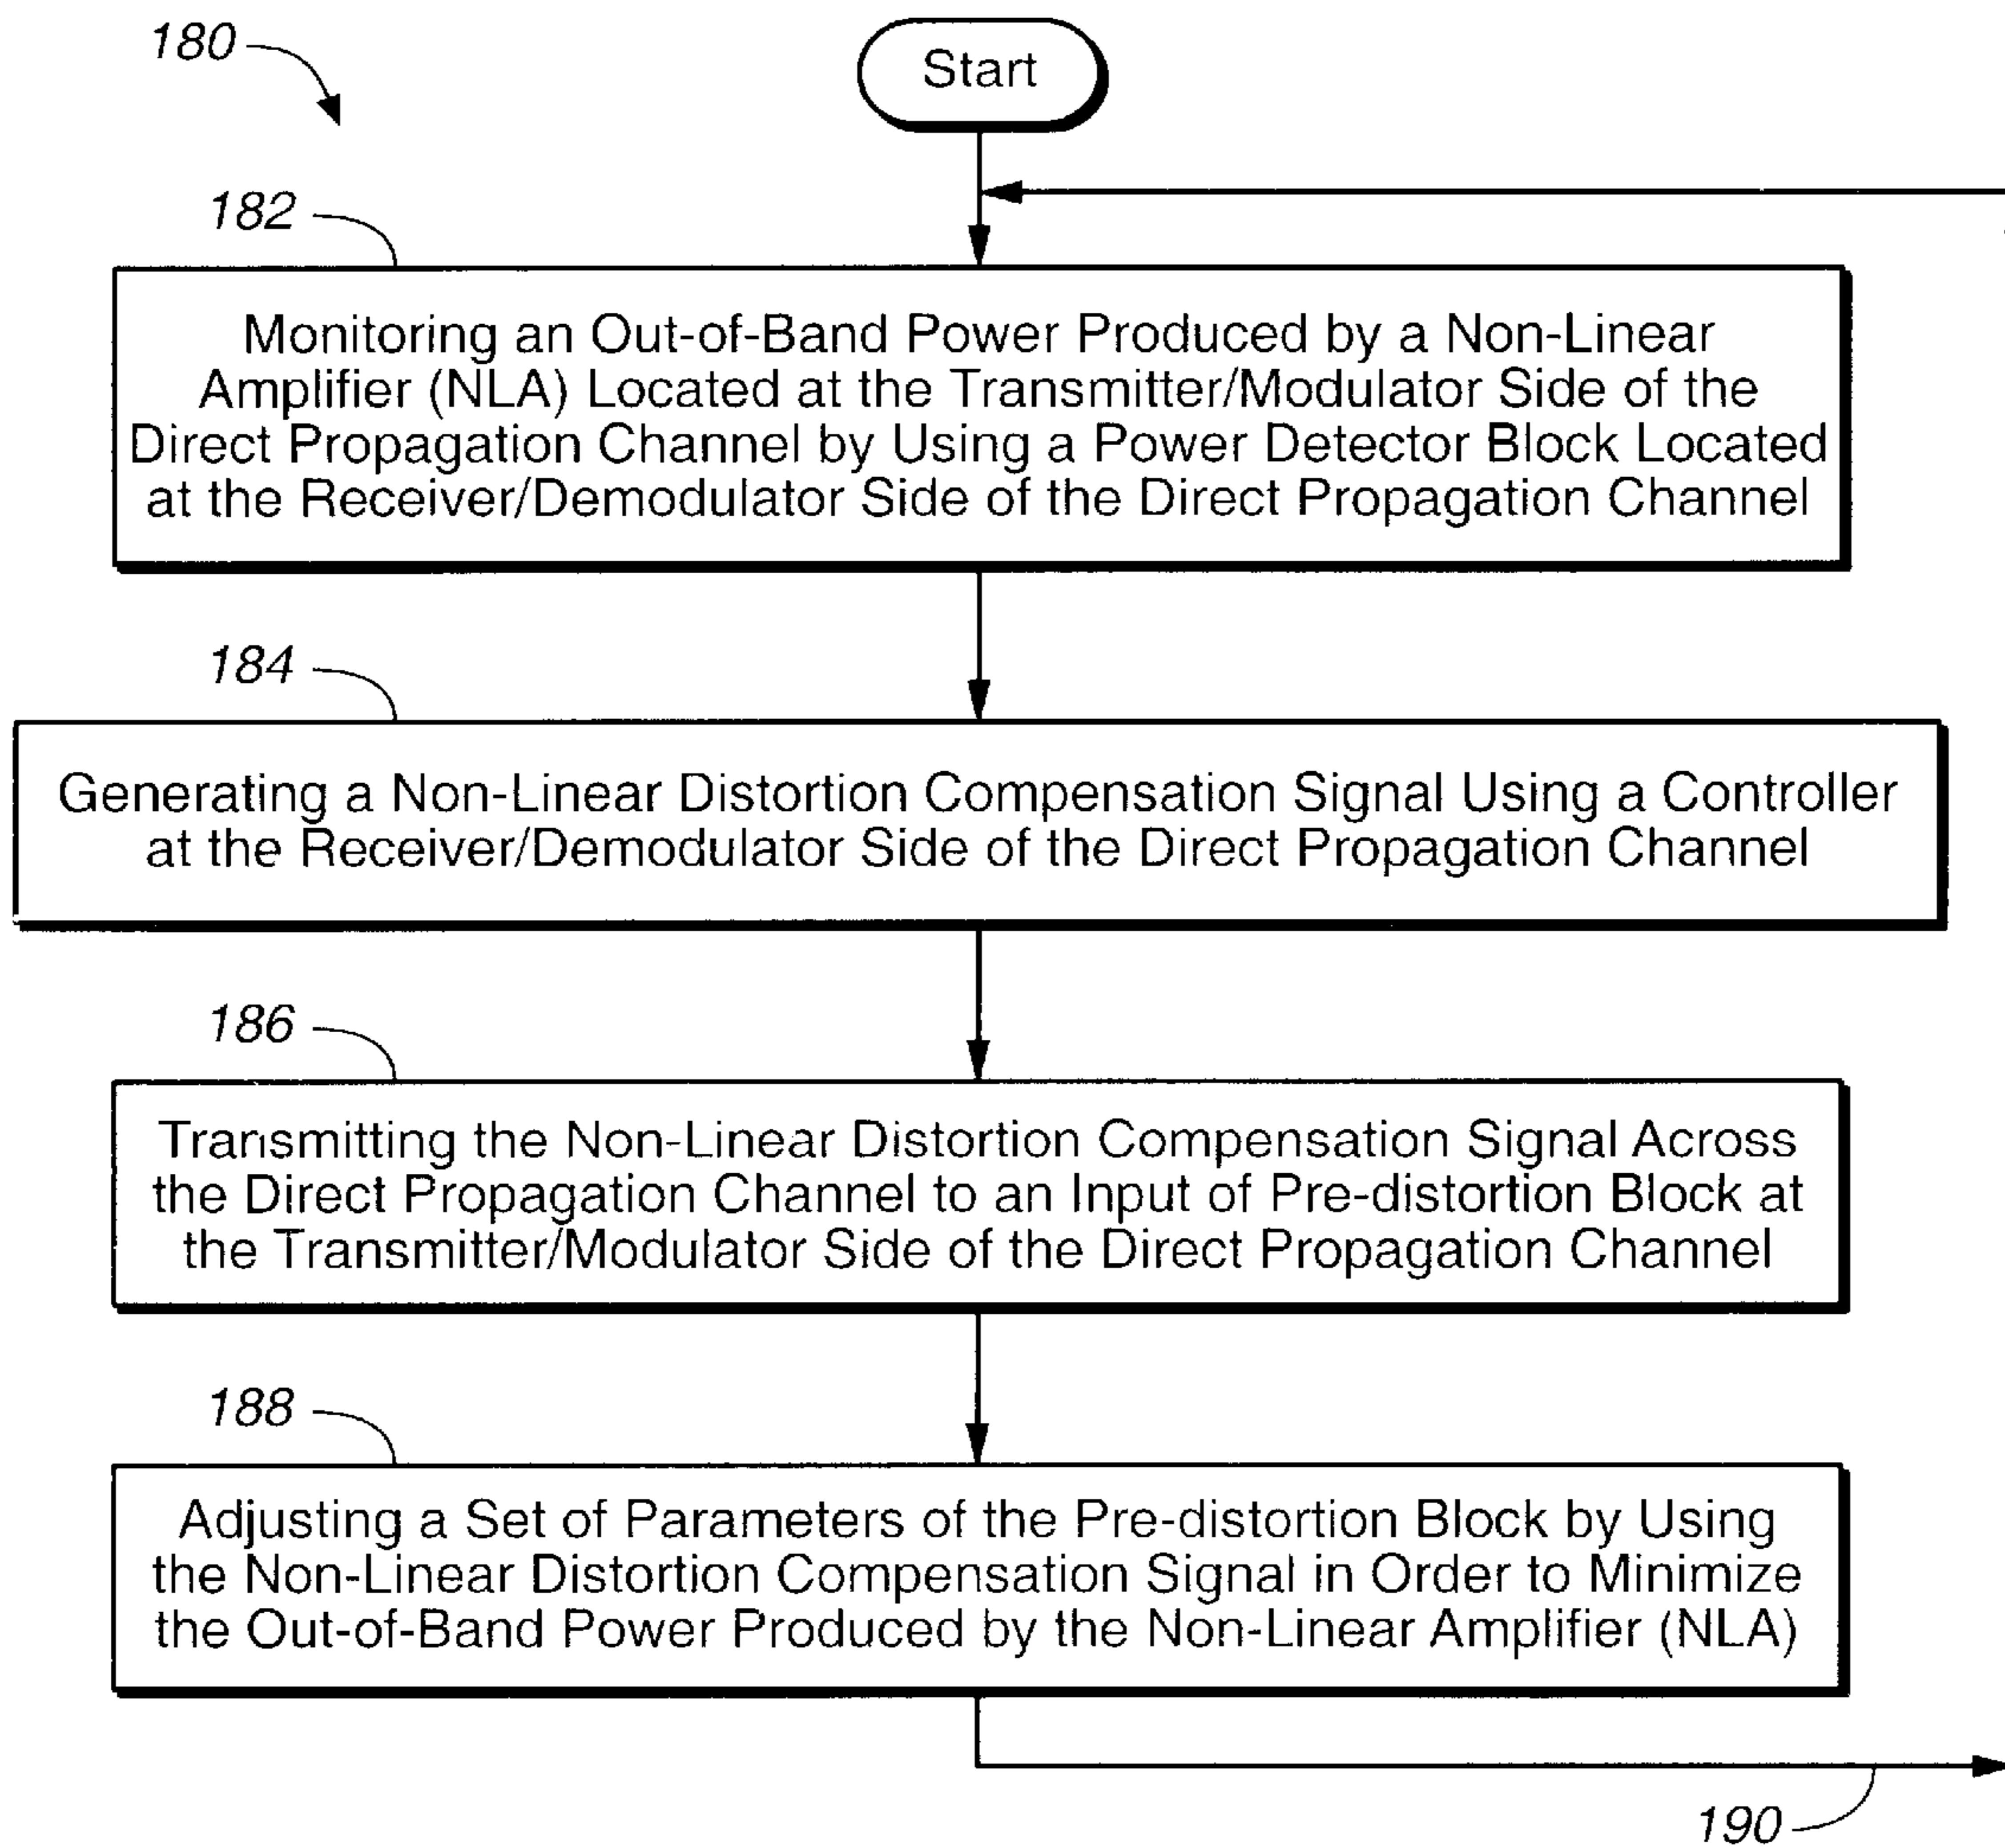 180
Start
182
Monitoring an Out-of-Band Power Produced by a Non-Linear
Amplifier (NLA) Located at the Transmitter/Modulator Side of the
Direct Propagation Channel by Using a Power Detector Block Located
at the Receiver/Demodulator Side of the Direct Propagation Channel
184
Generating a Non-Linear Distortion Compensation Signal Using a Controller
at the Receiver/Demodulator Side of the Direct Propagation Channel
186
Transmitting the Non-Linear Distortion Compensation Signal Across
the Direct Propagation Channel to an Input of Pre-distortion Block at
the Transmitter/Modulator Side of the Direct Propagation Channel
188
Adjusting a Set of Parameters of the Pre-distortion Block by Using
the Non-Linear Distortion Compensation Signal in Order to Minimize
the Out-of-Band Power Produced by the Non-Linear Amplifier (NLA)
190